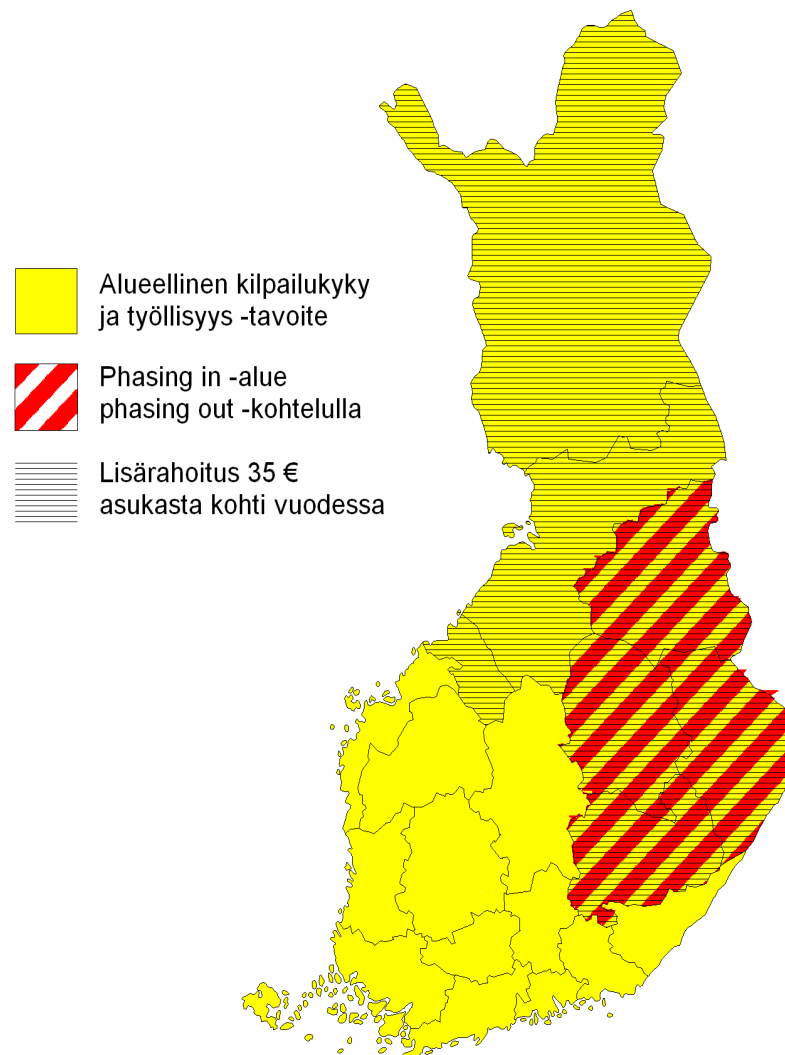 Alueellinen kilpailukyky
ja työllisyys -tavoite
Phasing in -alue
phasing out -kohtelulla
Lisärahoitus 35 €
asukasta kohti vuodessa